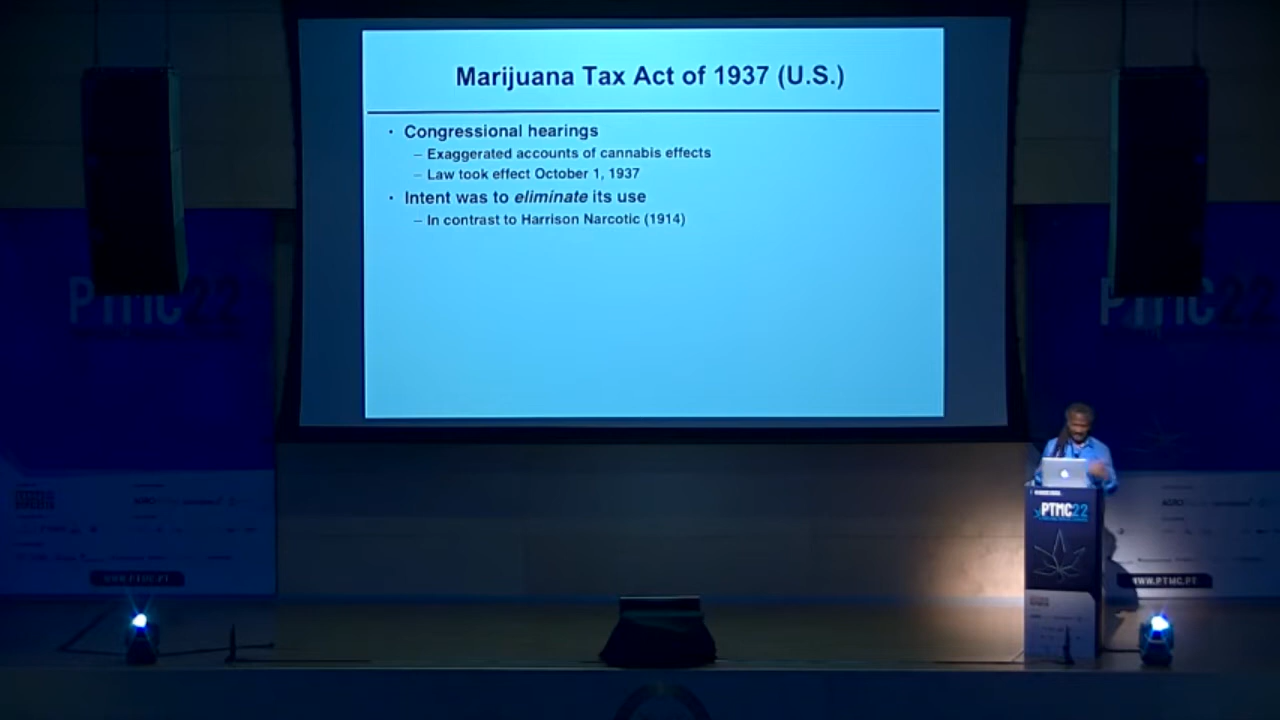 Marijuana Tax Act of 1937 (U.S.)
· Congressional hearings
– Exaggerated accounts of cannabis effects
– Law took effect October 1, 1937
· Intent was to eliminate its use
– In contrast to Harrison Narcotic (1914)
PTMC22
PTMC22
PTMC22
WWW.PTMC.PT
WWW.PTMC.PT